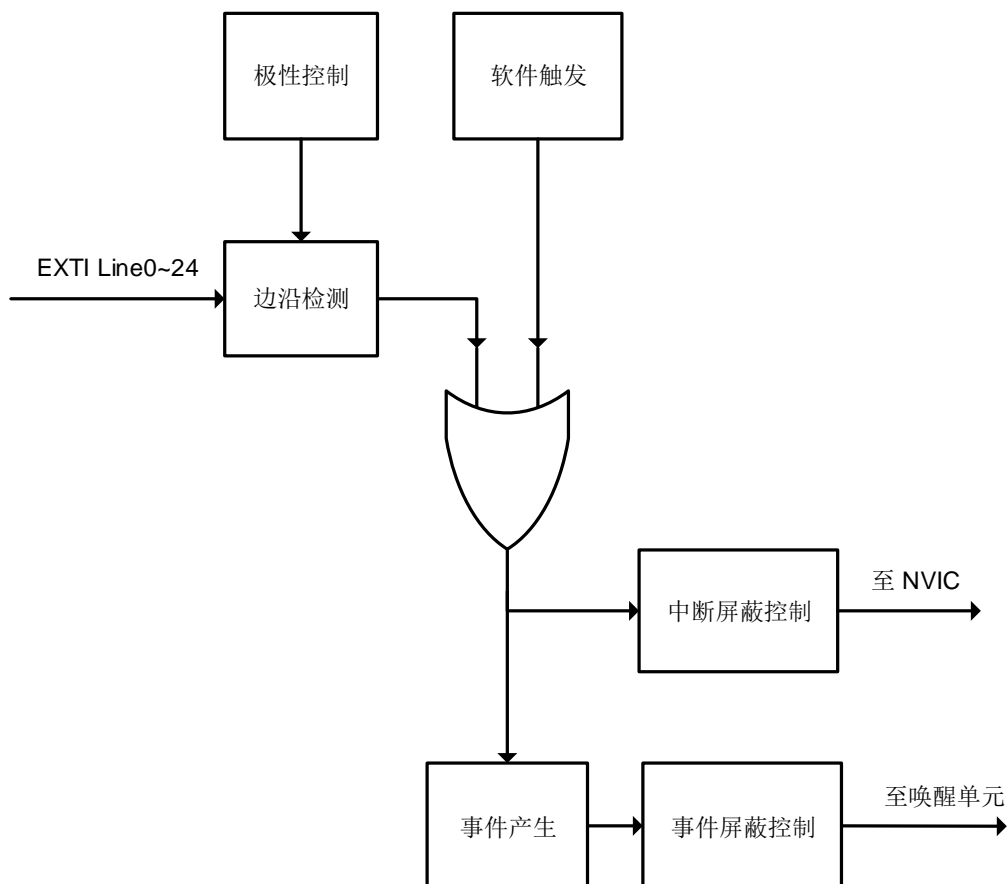 极性控制
软件触发
EXTI Line0~24
边沿检测
至 NVIC
中断屏蔽控制
至唤醒单元
事件产生
事件屏蔽控制